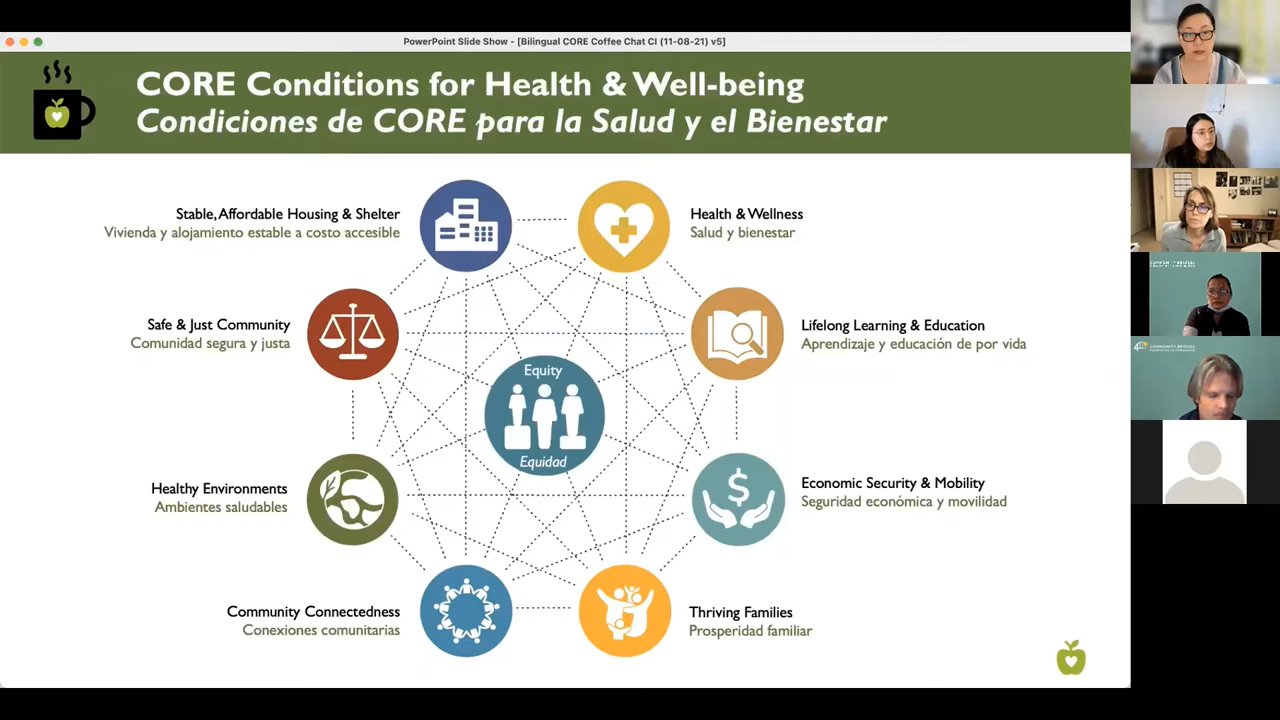 PowerPoint Slide Show - [Bilingual CORE Coffee Chat CI (11-08-21) v5]
CORE Conditions for Health & Well-being
Condiciones de CORE para la Salud y el Bienestar
Stable, Affordable Housing & Shelter
Vivienda y alojamiento estable a costo accesible
Health & Wellness
Salud y bienestar
Safe & Just Community
Comunidad segura y justa
Lifelong Learning & Education
Aprendizaje y educación de por vida
Equity
Equidad
Healthy Environments
Ambientes saludables
Economic Security & Mobility
Seguridad económica y movilidad
Community Connectedness
Conexiones comunitarias
Thriving Families
Prosperidad familiar
COMMUNITY BRIDGES